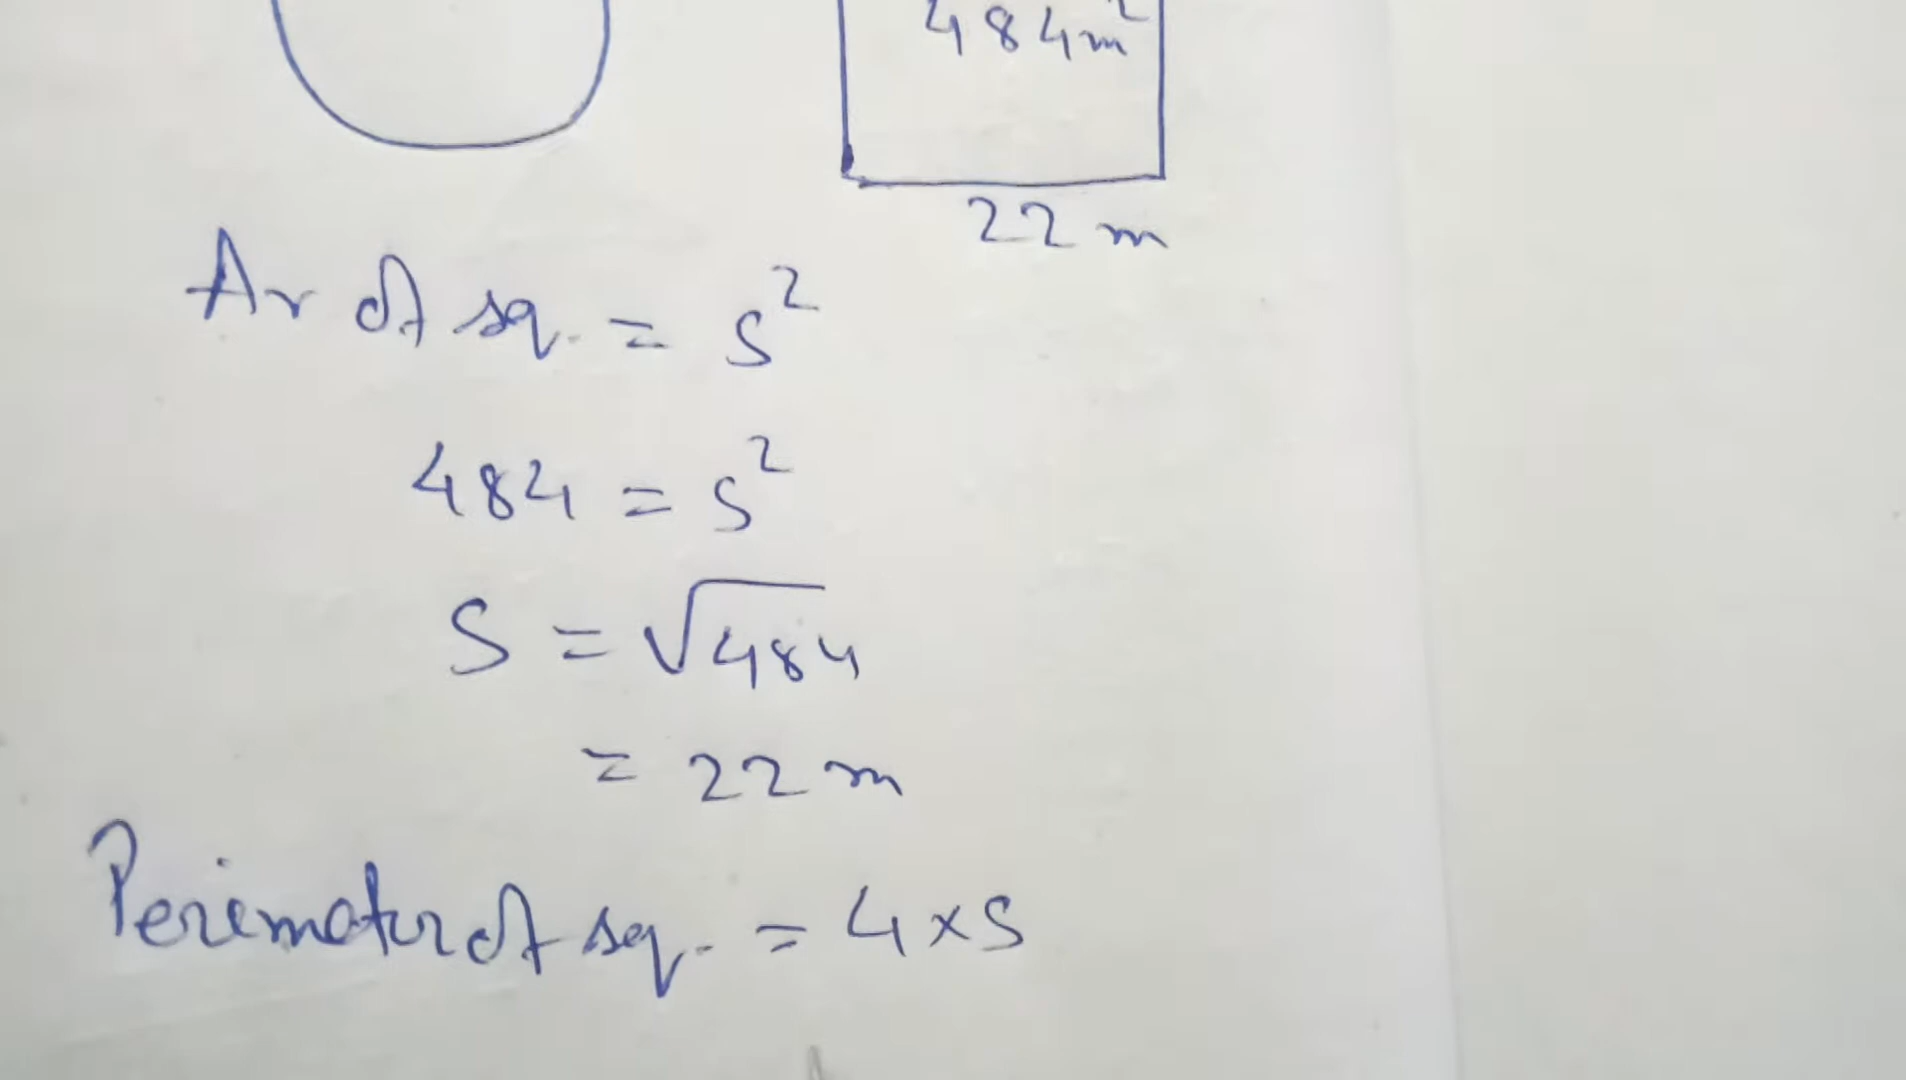 484m²
22 m
Ar of sq. = s²
484 = s²
S = √484
= 22 m
Perimeter of sq. = 4 × S